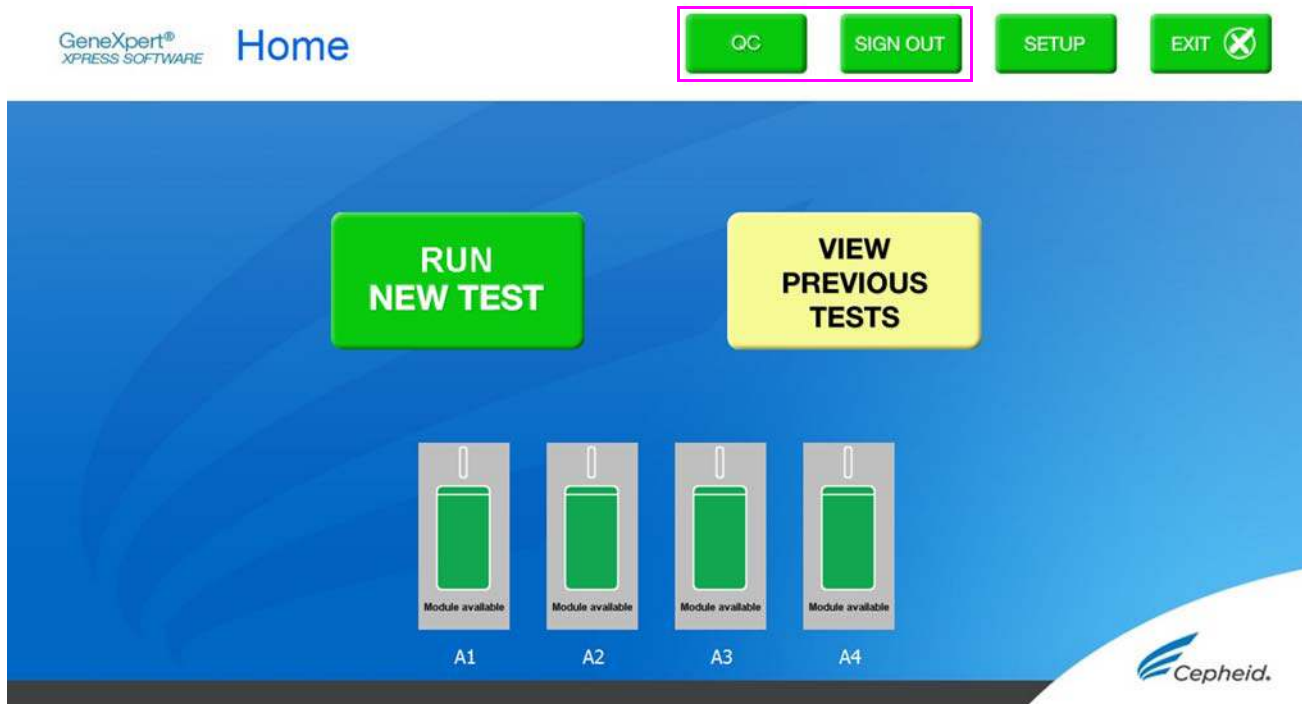 GeneXpert®
XPRESS SOFTWARE
Home
QC
SIGN OUT
SETUP
EXIT
RUN
NEW TEST
VIEW
PREVIOUS
TESTS
Module available
Module available
Module available
Module available
A1
A2
A3
A4
Cepheid.